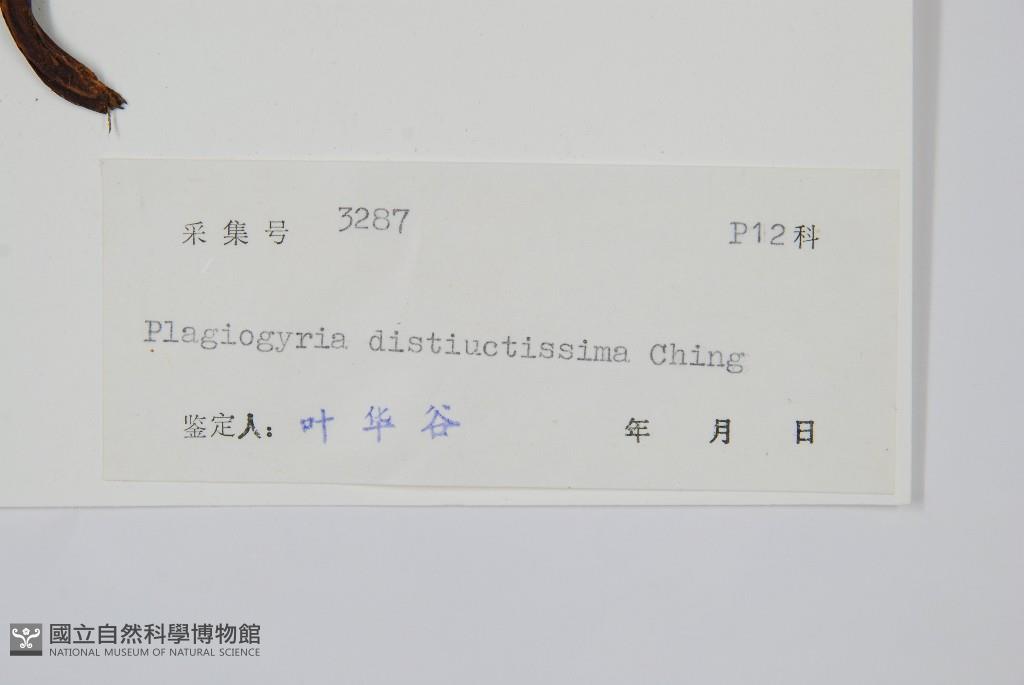 采集号 3287 P12科
Plagiogyria distiuctissima Ching
鉴定人: 叶华谷 年 月 日
國立自然科學博物館
NATIONAL MUSEUM OF NATURAL SCIENCE